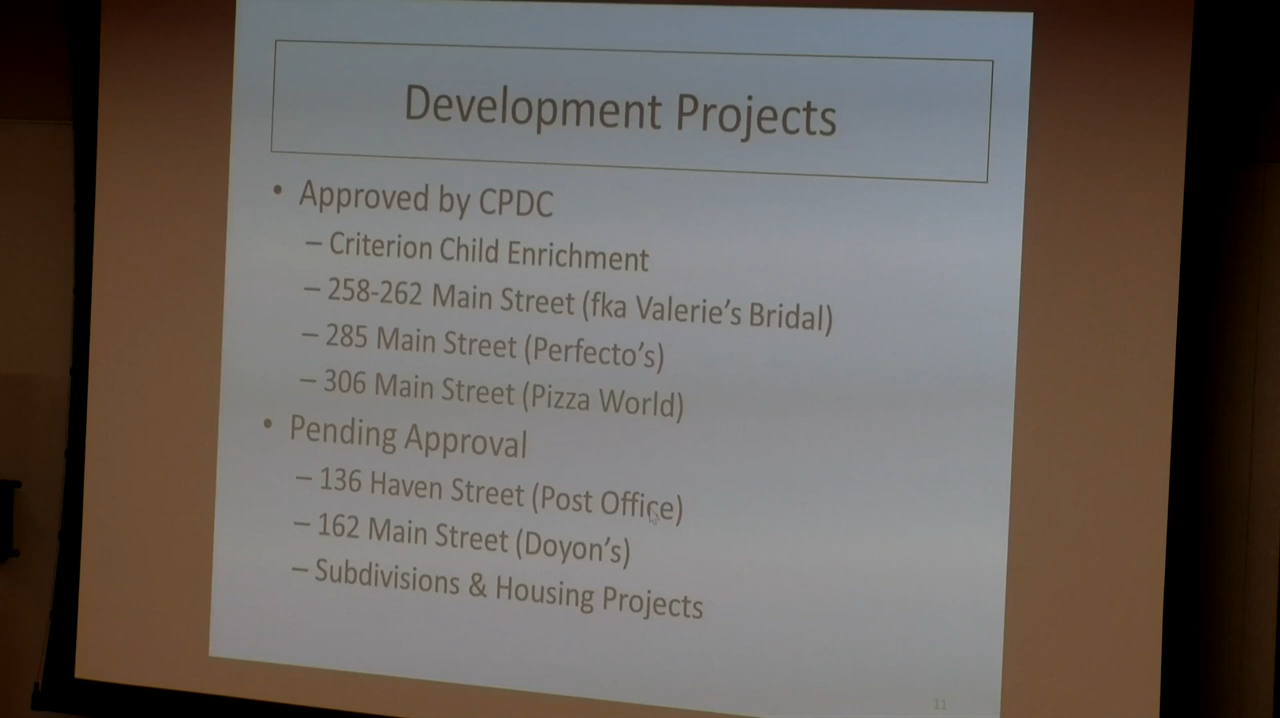 Development Projects
• Approved by CPDC
– Criterion Child Enrichment
– 258-262 Main Street (fka Valerie's Bridal)
– 285 Main Street (Perfecto's)
– 306 Main Street (Pizza World)
• Pending Approval
– 136 Haven Street (Post Office)
– 162 Main Street (Doyon's)
– Subdivisions & Housing Projects
11